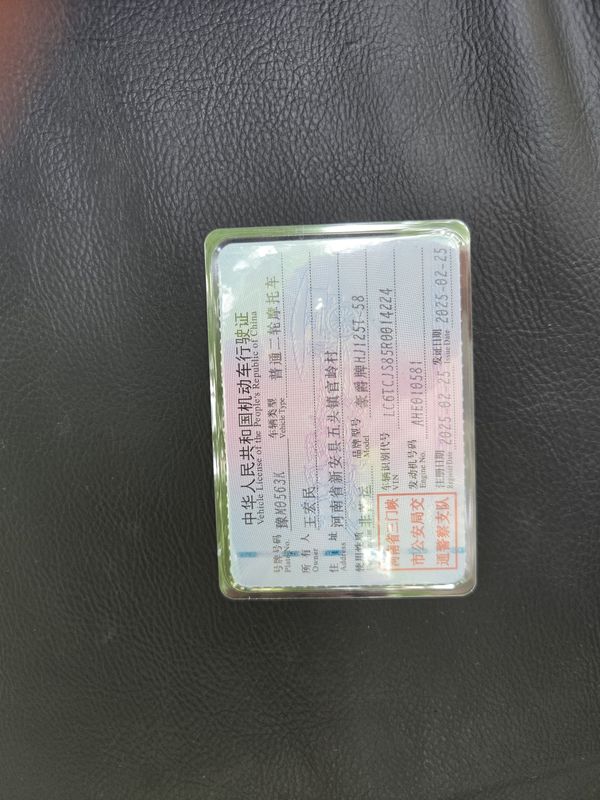 中华人民共和国机动车行驶证
Vehicle License of the People's Republic of China
号牌号码 豫M0563K 车辆类型 普通二轮摩托车
Plate No. Vehicle Type
所有人 王宏民
Owner
住址 河南省新安县五头镇官岭村
Address
使用性质 非营运 品牌型号 豪爵牌HJ125T-58
Model
车辆识别代号 LC6TCJS85R0014224
VIN
发动机号码 AHE010581
Engine No.
注册日期 2025-02-25 发证日期 2025-02-25
Register Date Issue Date
河南省三门峡
市公安局交
通警察支队